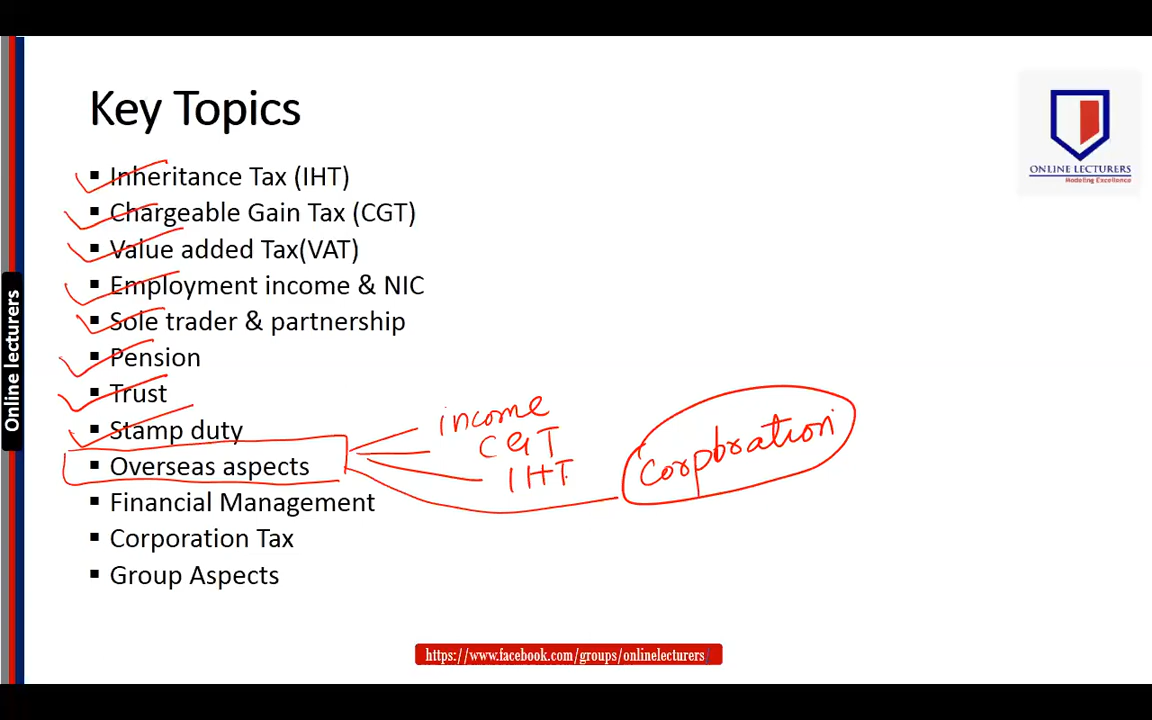 Key Topics
ONLINE LECTURERS
Modeling Excellence
▪ Inheritance Tax (IHT)
▪ Chargeable Gain Tax (CGT)
▪ Value added Tax(VAT)
▪ Employment income & NIC
▪ Sole trader & partnership
▪ Pension
▪ Trust
▪ Stamp duty
▪ Overseas aspects
income
CGT
IHT
corporation
▪ Financial Management
▪ Corporation Tax
▪ Group Aspects
Online lecturers
https://www.facebook.com/groups/onlinelecturers/